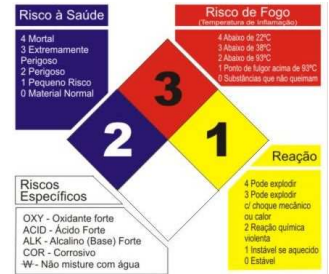 Risco à Saúde
4 Mortal
3 Extremamente
Perigoso
2 Perigoso
1 Pequeno Risco
0 Material Normal
Risco de Fogo
(Temperatura de Inflamação)
4 Abaixo de 22ºC
3 Abaixo de 38ºC
2 Abaixo de 93ºC
1 Ponto de fulgor acima de 93ºC
0 Substâncias que não queimam
3
2
1
Reação
4 Pode explodir
3 Pode explodir
c/ choque mecânico
ou calor
2 Reação química
violenta
1 Instável se aquecido
0 Estável
Riscos
Específicos
OXY - Oxidante forte
ACID - Ácido Forte
ALK - Alcalino (Base) Forte
COR - Corrosivo
W - Não misture com água